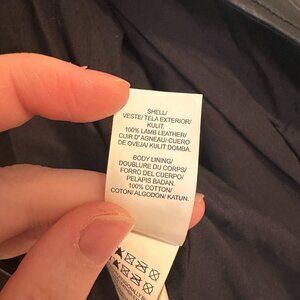 SHELL/
VESTE/ TELA EXTERIOR/
KULIT.
100% LAMB LEATHER/
CUIR D'AGNEAU/ CUERO
DE OVEJA/ KULIT DOMBA.
BODY LINING/
DOUBLURE DU CORPS/
FORRO DEL CUERPO/
PELAPIS BADAN.
100% COTTON/
COTON/ ALGODÓN/ KATUN.